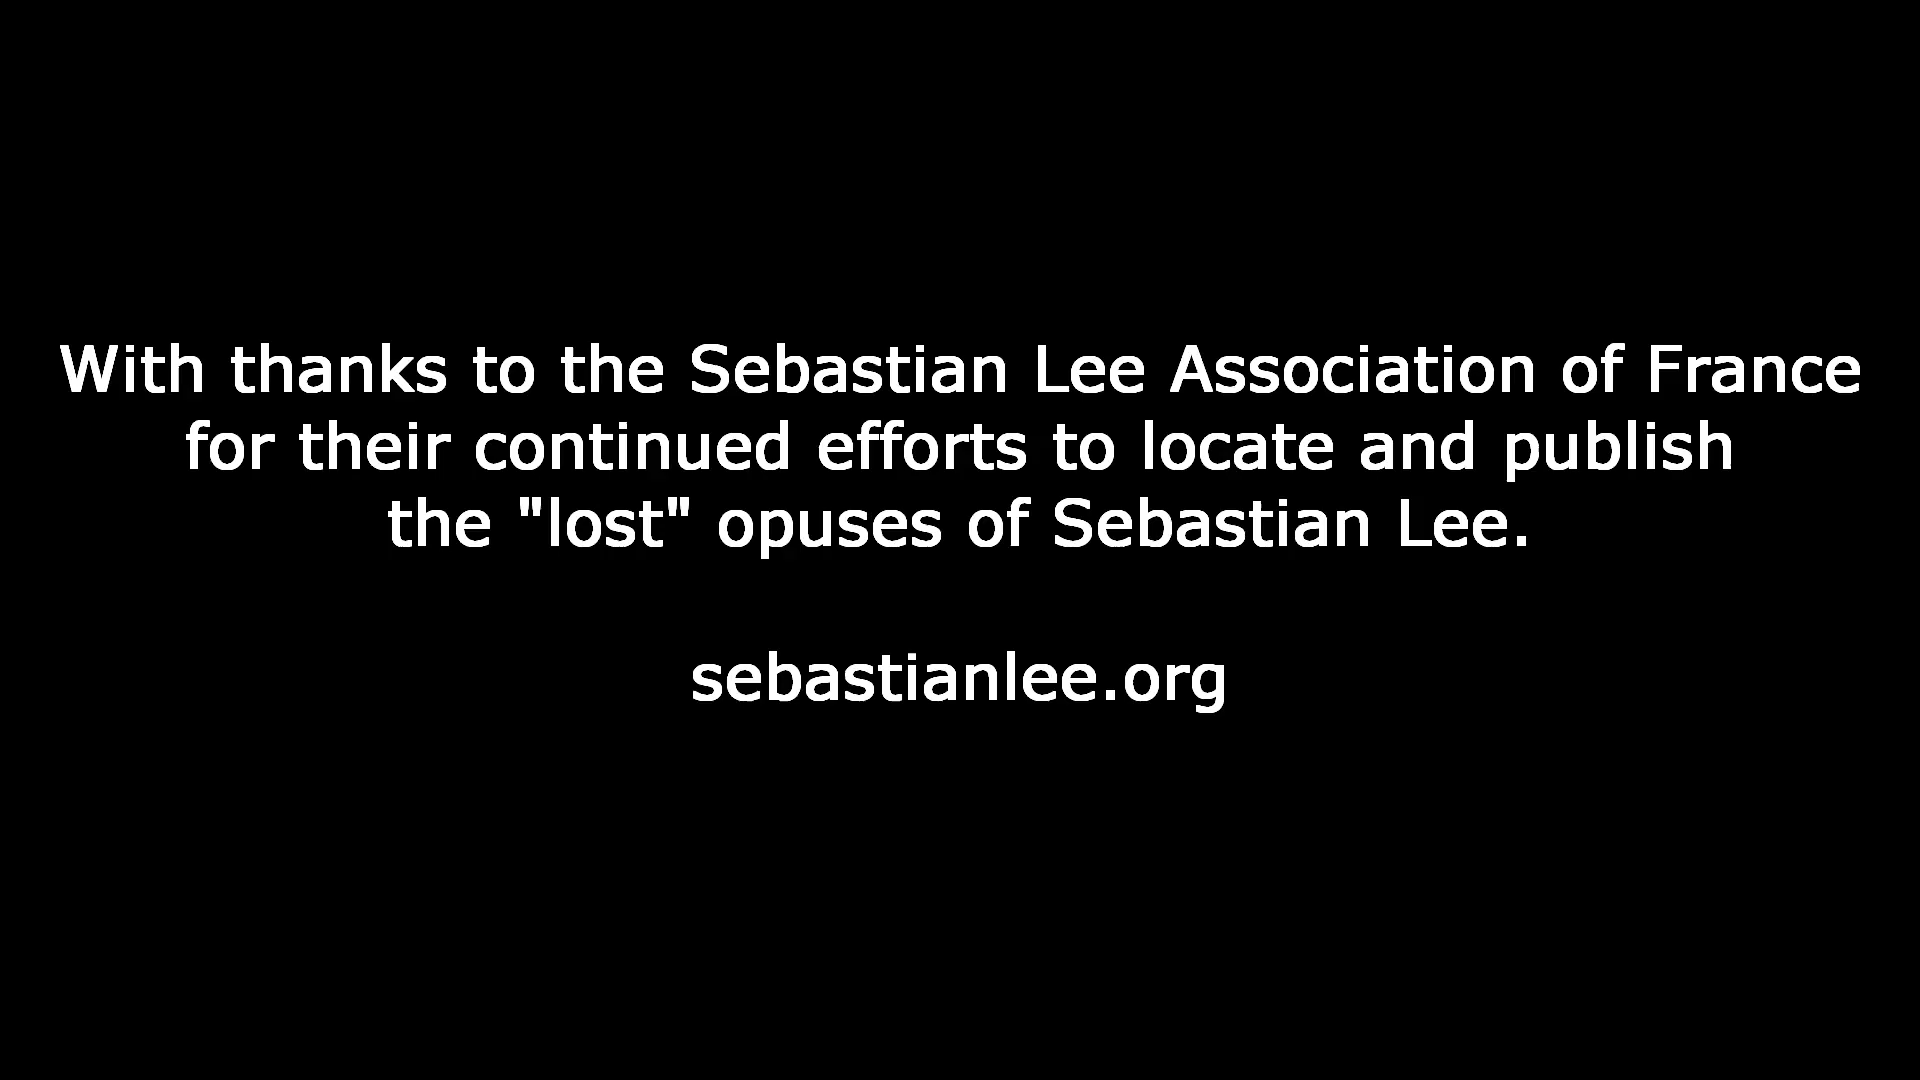 With thanks to the Sebastian Lee Association of France
for their continued efforts to locate and publish
the "lost" opuses of Sebastian Lee.
sebastianlee.org